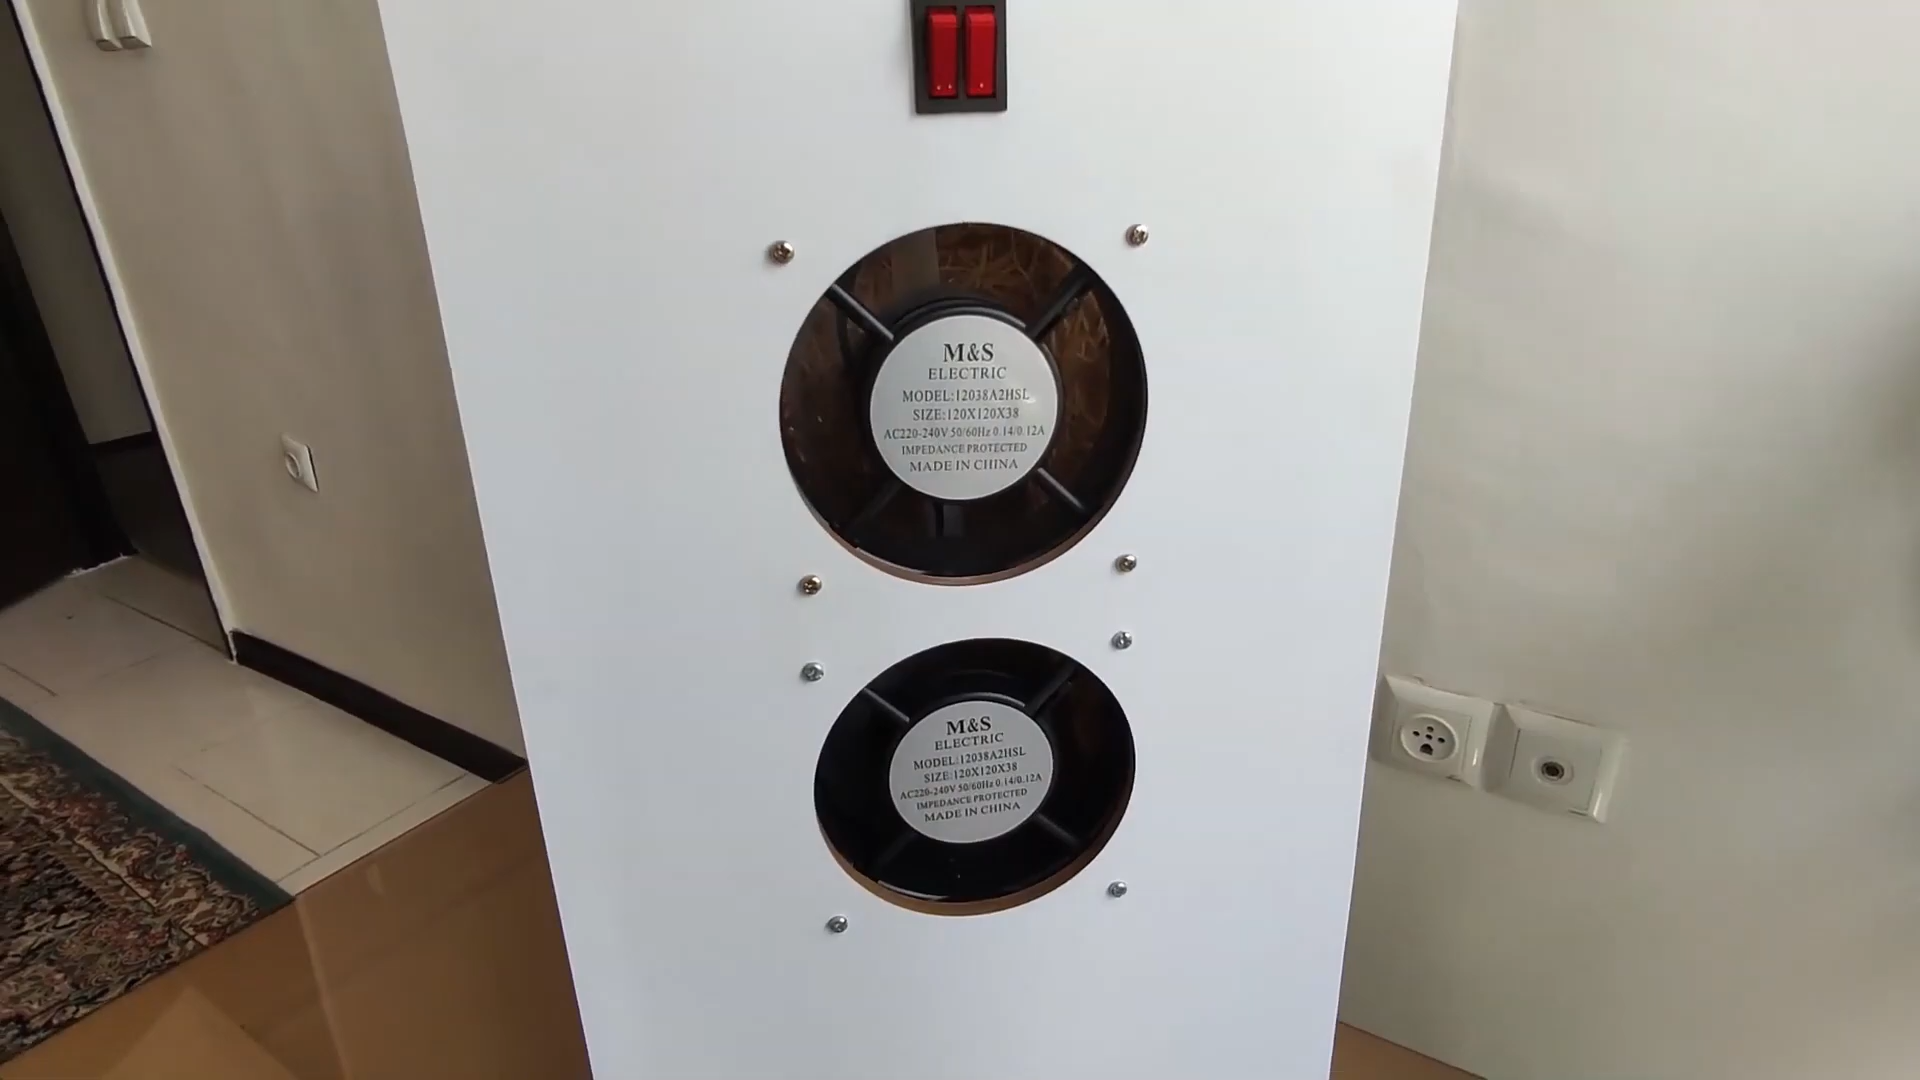 M&S
ELECTRIC
MODEL:12038A2HSL
SIZE:120X120X38
AC220-240V 50/60Hz 0.14/0.12A
IMPEDANCE PROTECTED
MADE IN CHINA
M&S
ELECTRIC
MODEL:12038A2HSL
SIZE:120X120X38
AC220-240V 50/60Hz 0.14/0.12A
IMPEDANCE PROTECTED
MADE IN CHINA